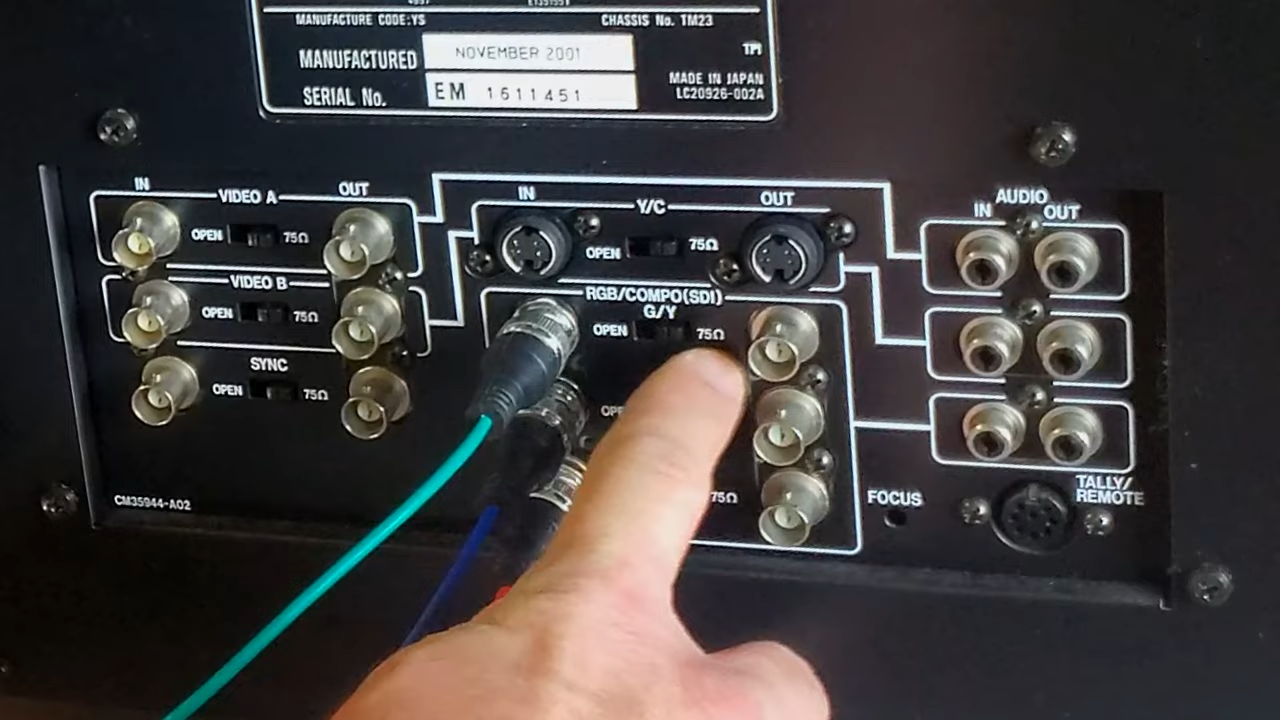 MANUFACTURE CODE:YS
CHASSIS No. TM23
MANUFACTURED NOVEMBER 2001
TPI
SERIAL No. EM 1611451
MADE IN JAPAN
LC20926-002A
IN VIDEO A OUT
OPEN 75Ω
VIDEO B
OPEN 75Ω
SYNC
OPEN 75Ω
CM35944-A02
IN Y/C OUT
OPEN 75Ω
RGB/COMPO(SDI)
G/Y
OPEN 75Ω
75Ω
AUDIO
IN OUT
FOCUS
TALLY/
REMOTE